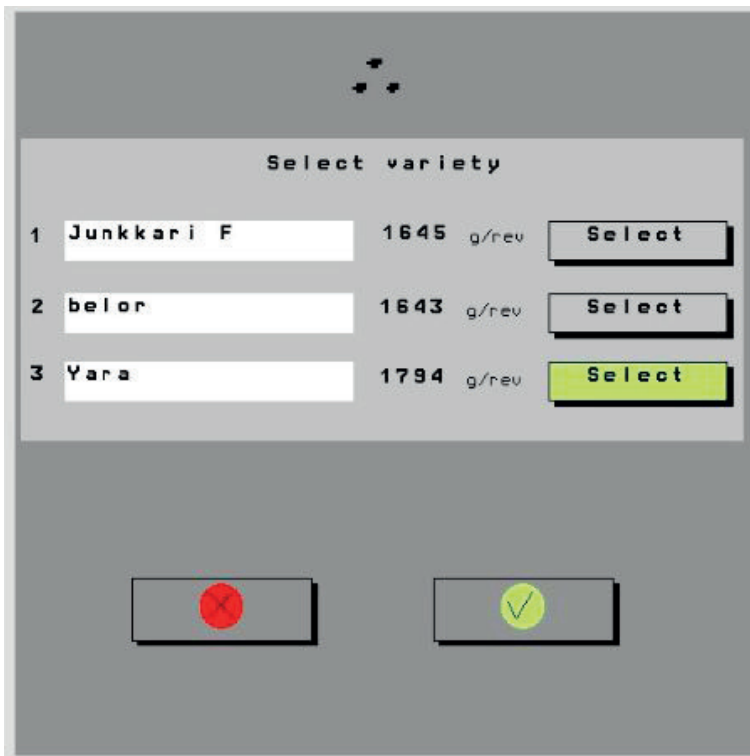 Select variety
1 Junkkari F 1645 g/rev Select
2 belor 1643 g/rev Select
3 Yara 1794 g/rev Select